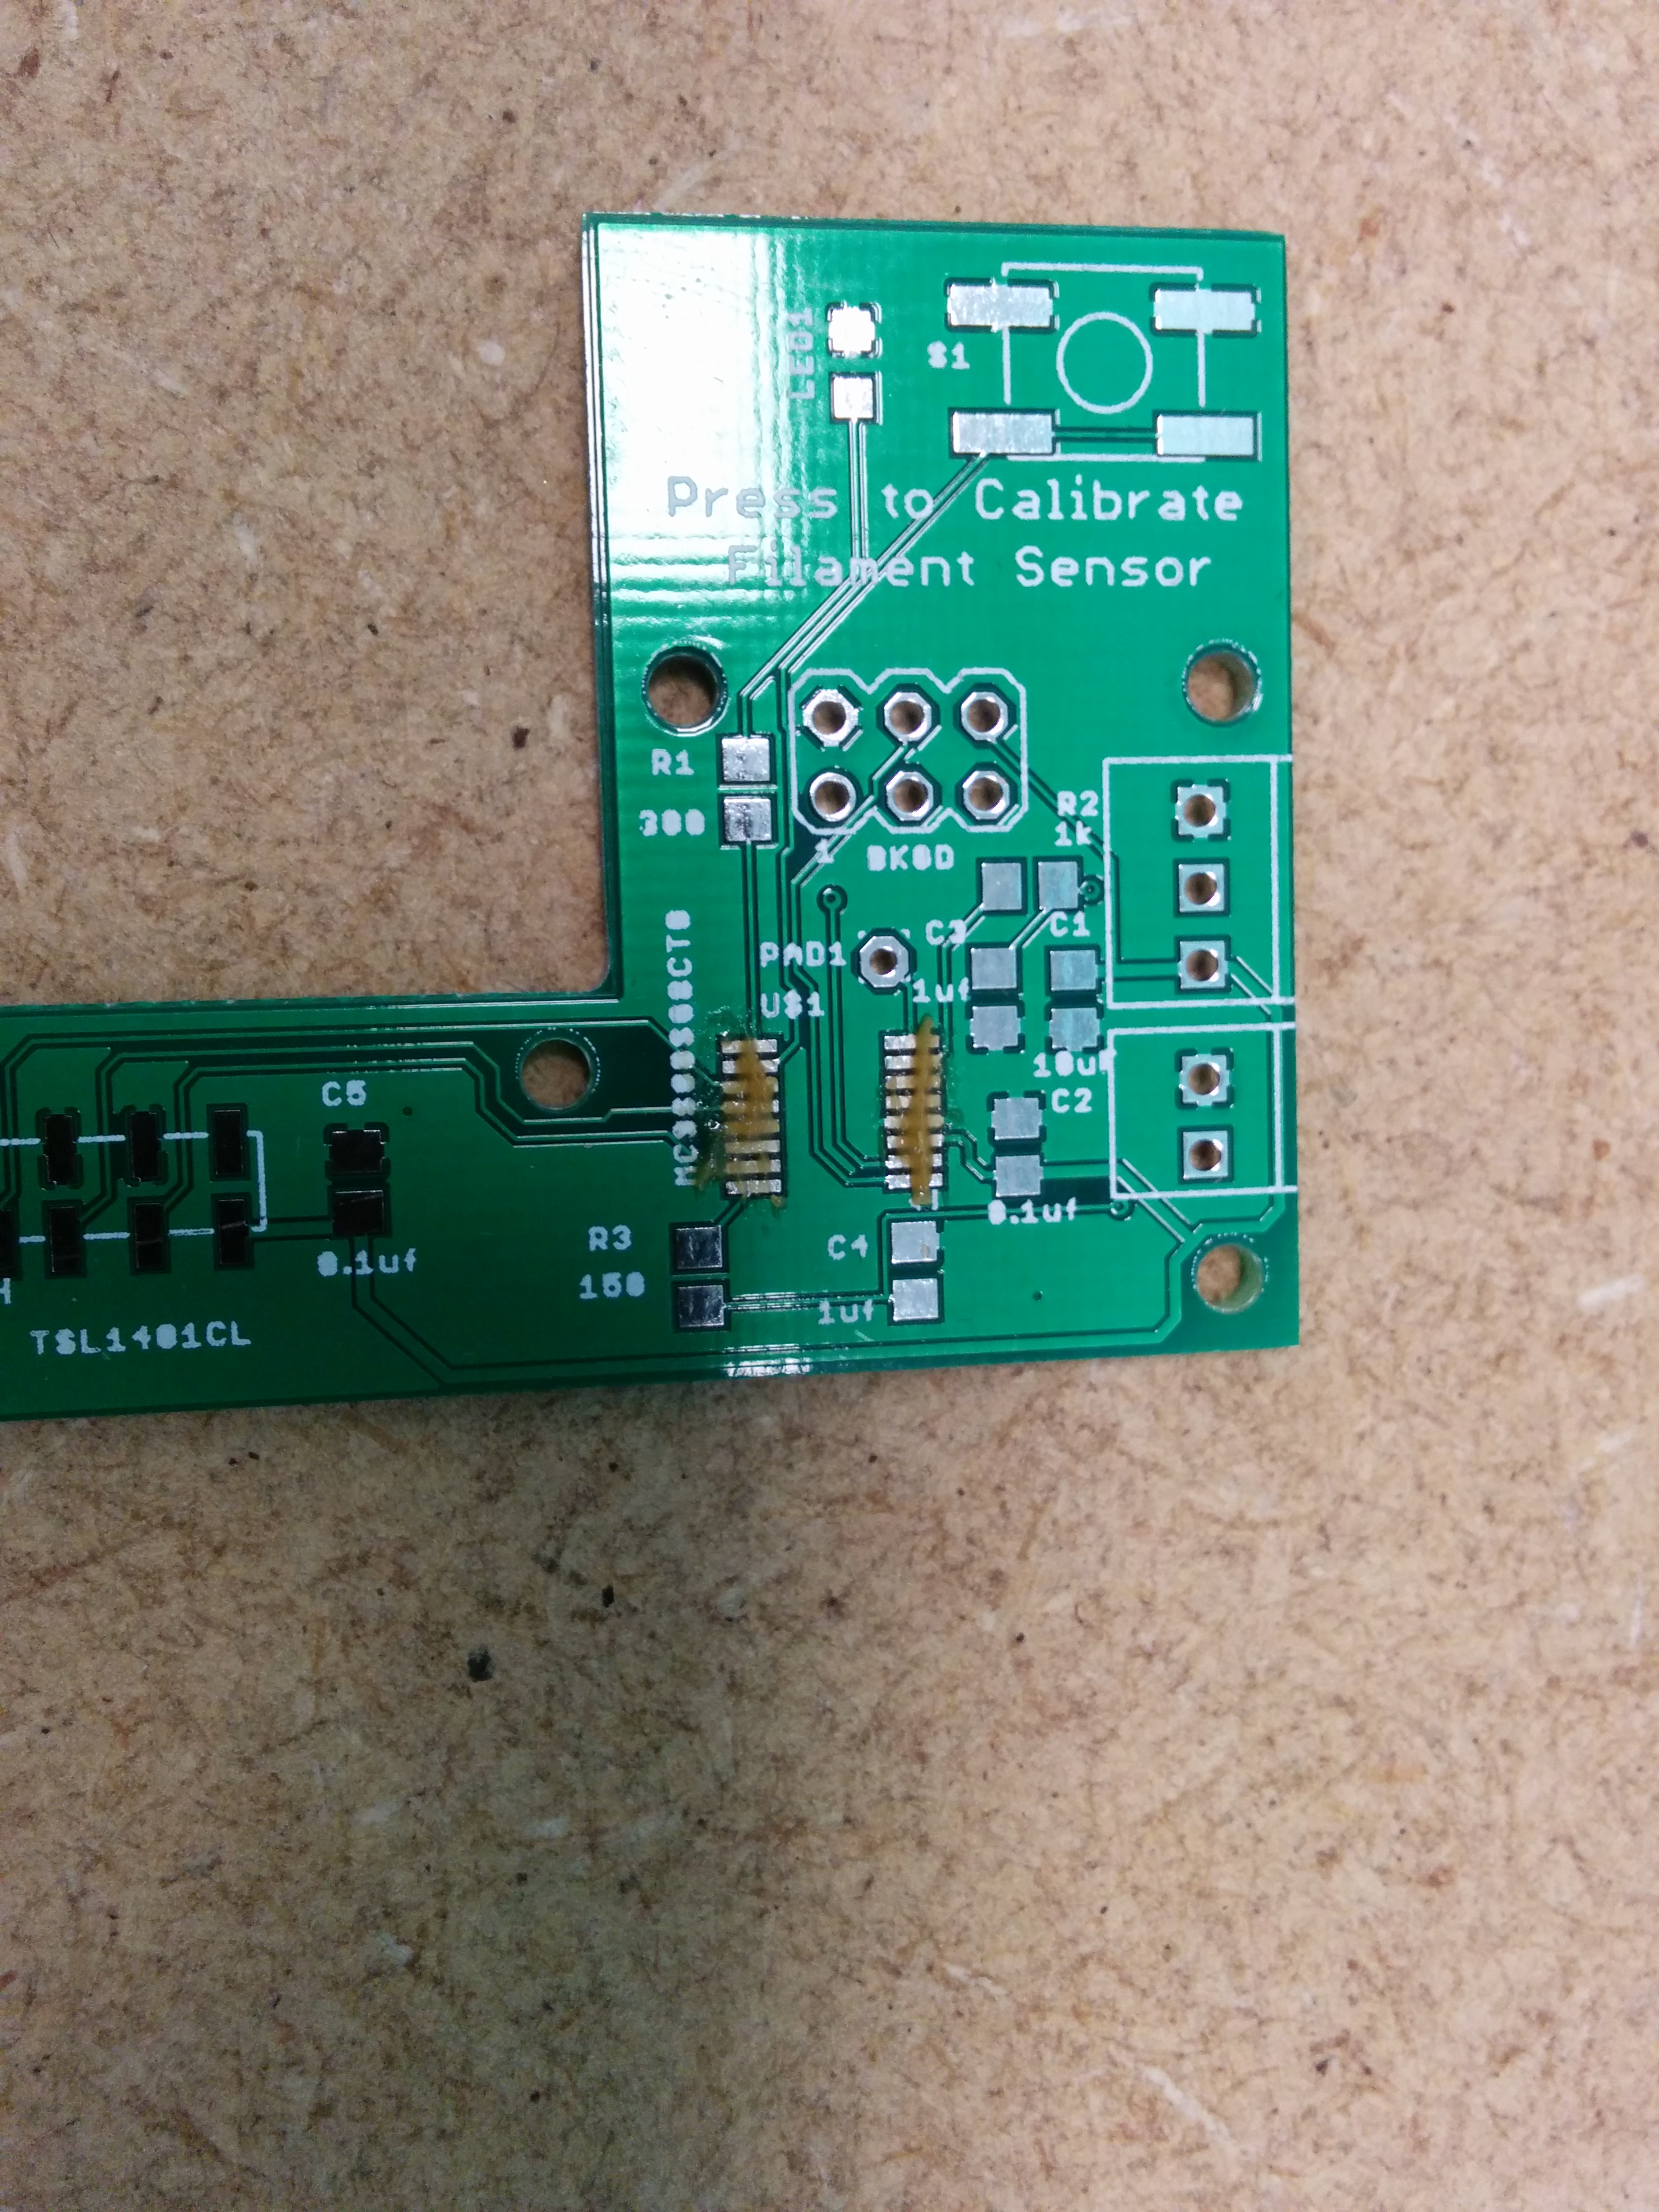 LED1
S1
Press to Calibrate
Filament Sensor
R1
300
1
BKGD
R2
1k
C3
C1
PAD1
1uf
U$1
10uf
C2
C5
0.1uf
0.1uf
R3
150
C4
1uf
TSL1401CL